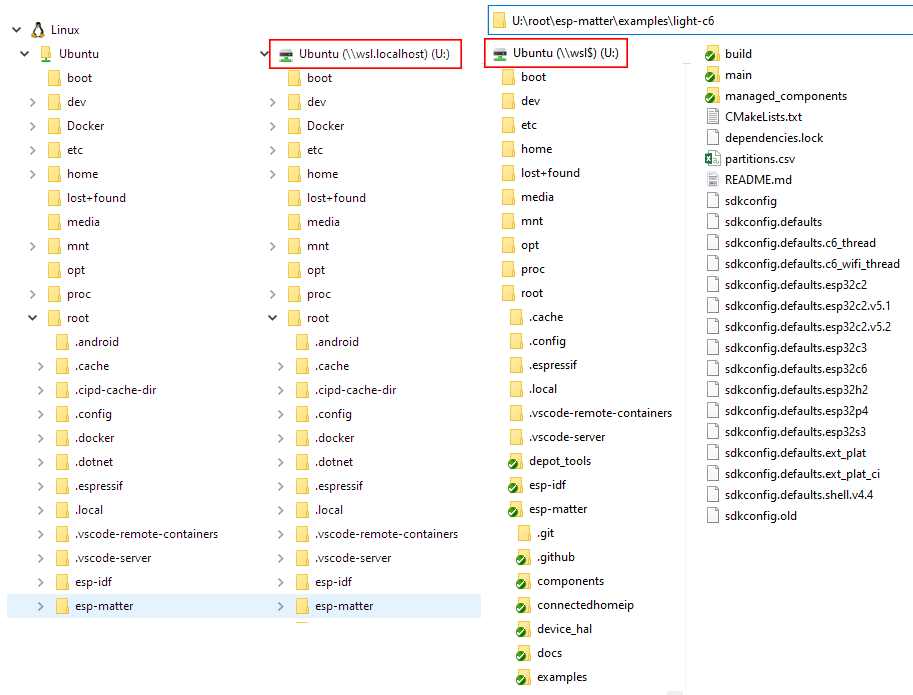 Linux
Ubuntu
boot
dev
Docker
etc
home
lost+found
media
mnt
opt
proc
root
.android
.cache
.cipd-cache-dir
.config
.docker
.dotnet
.espressif
.local
.vscode-remote-containers
.vscode-server
esp-idf
esp-matter
Ubuntu (\\wsl.localhost) (U:)
boot
dev
Docker
etc
home
lost+found
media
mnt
opt
proc
root
.android
.cache
.cipd-cache-dir
.config
.docker
.dotnet
.espressif
.local
.vscode-remote-containers
.vscode-server
esp-idf
esp-matter
U:\root\esp-matter\examples\light-c6
Ubuntu (\\wsl$) (U:)
boot
dev
etc
home
lost+found
media
mnt
opt
proc
root
.cache
.config
.espressif
.local
.vscode-remote-containers
.vscode-server
depot_tools
esp-idf
esp-matter
.git
.github
components
connectedhomeip
device_hal
docs
examples
build
main
managed_components
CMakeLists.txt
dependencies.lock
partitions.csv
README.md
sdkconfig
sdkconfig.defaults
sdkconfig.defaults.c6_thread
sdkconfig.defaults.c6_wifi_thread
sdkconfig.defaults.esp32c2
sdkconfig.defaults.esp32c2.v5.1
sdkconfig.defaults.esp32c2.v5.2
sdkconfig.defaults.esp32c3
sdkconfig.defaults.esp32c6
sdkconfig.defaults.esp32h2
sdkconfig.defaults.esp32p4
sdkconfig.defaults.esp32s3
sdkconfig.defaults.ext_plat
sdkconfig.defaults.ext_plat_ci
sdkconfig.defaults.shell.v4.4
sdkconfig.old